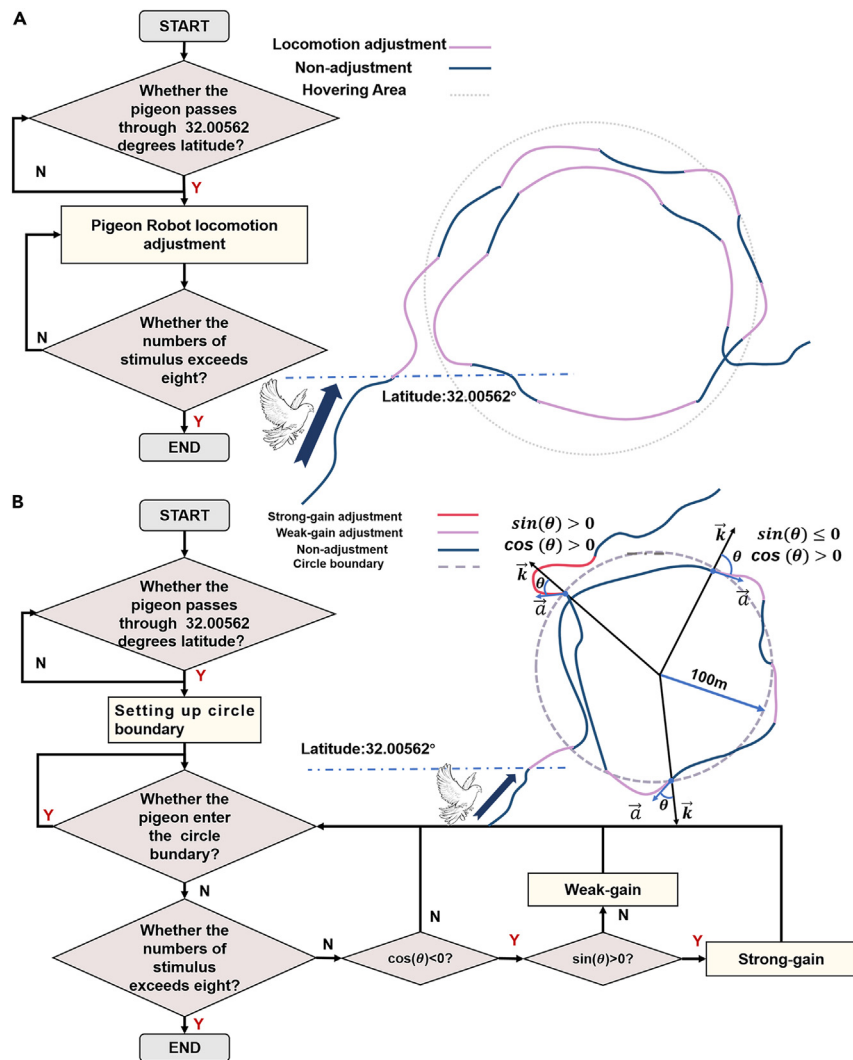 A
START
Whether the
pigeon passes
through 32.00562
degrees latitude?
N
Y
Pigeon Robot locomotion
adjustment
Whether the
numbers of
stimulus exceeds
eight?
N
Y
END
Locomotion adjustment
Non-adjustment
Hovering Area
Latitude:32.00562°
B
START
Whether the
pigeon passes
through 32.00562
degrees latitude?
N
Y
Setting up circle
boundary
Whether the
pigeon enter
the circle
bundary?
Y
N
Whether the
numbers of
stimulus
exceeds eight?
N
Y
END
cos(θ)<0?
N
Y
sin(θ)>0?
N
Y
Weak-gain
Strong-gain
Strong-gain adjustment
Weak-gain adjustment
Non-adjustment
Circle boundary
sin(θ) > 0
cos (θ) > 0
k⃗
θ
a⃗
k⃗
θ
a⃗
sin(θ) ≤ 0
cos (θ) > 0
100m
Latitude:32.00562°
a⃗
θ
k⃗